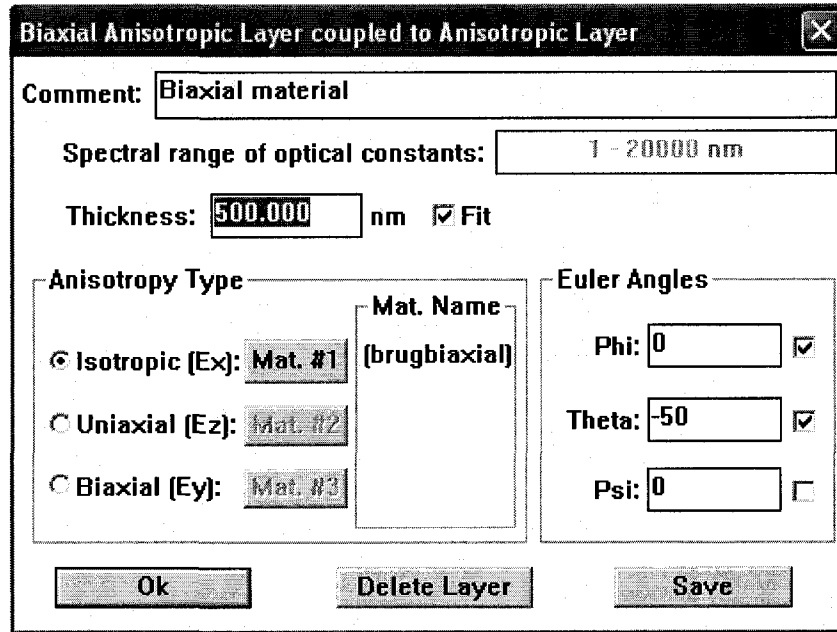 Biaxial Anisotropic Layer coupled to Anisotropic Layer
Comment: Biaxial material
Spectral range of optical constants: 1 - 20000 nm
Thickness: 500.000 nm Fit
Anisotropy Type
Mat. Name
Isotropic (Ex): Mat. #1 (brugbiaxial)
Uniaxial (Ez): Mat. #2
Biaxial (Ey): Mat. #3
Euler Angles
Phi: 0
Theta: -50
Psi: 0
Ok Delete Layer Save